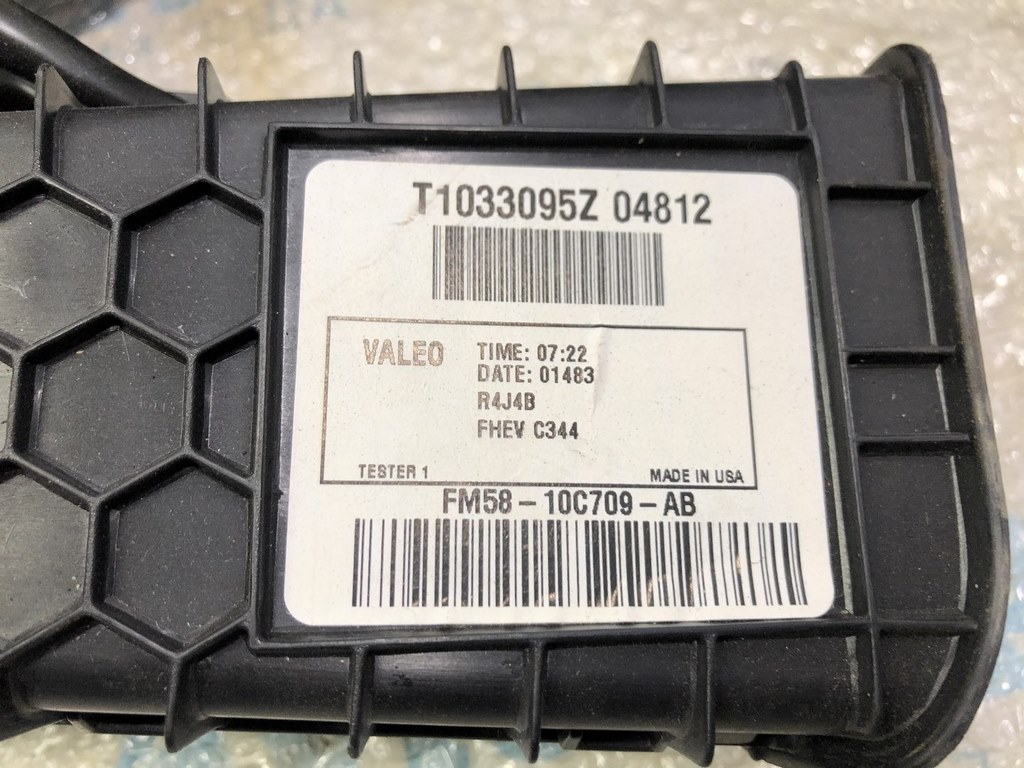 T1033095Z 04812
VALEO
TIME: 07:22
DATE: 01483
R4J4B
FHEV C344
TESTER 1
MADE IN USA
FM58-10C709-AB